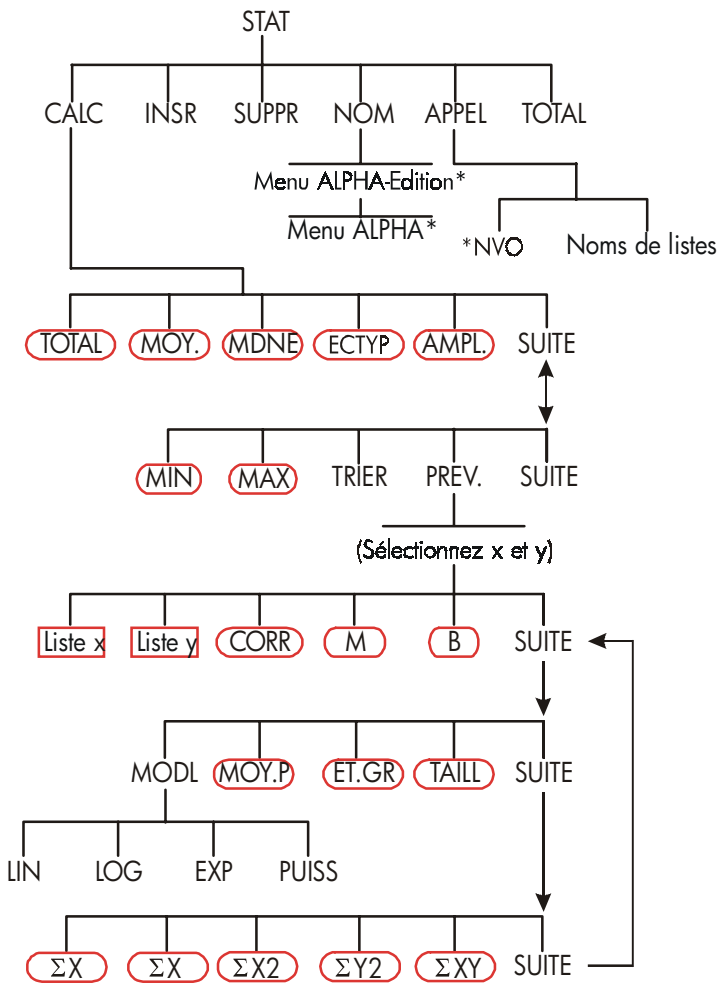 STAT
CALC INSR SUPPR NOM APPEL TOTAL
Menu ALPHA-Edition*
Menu ALPHA*
*NVO Noms de listes
TOTAL MOY. MDNE ECTYP AMPL. SUITE
MIN MAX TRIER PREV. SUITE
(Sélectionnez x et y)
Liste x Liste y CORR M B SUITE
MODL MOY.P ET.GR TAILL SUITE
LIN LOG EXP PUISS
ΣX ΣX ΣX2 ΣY2 ΣXY SUITE